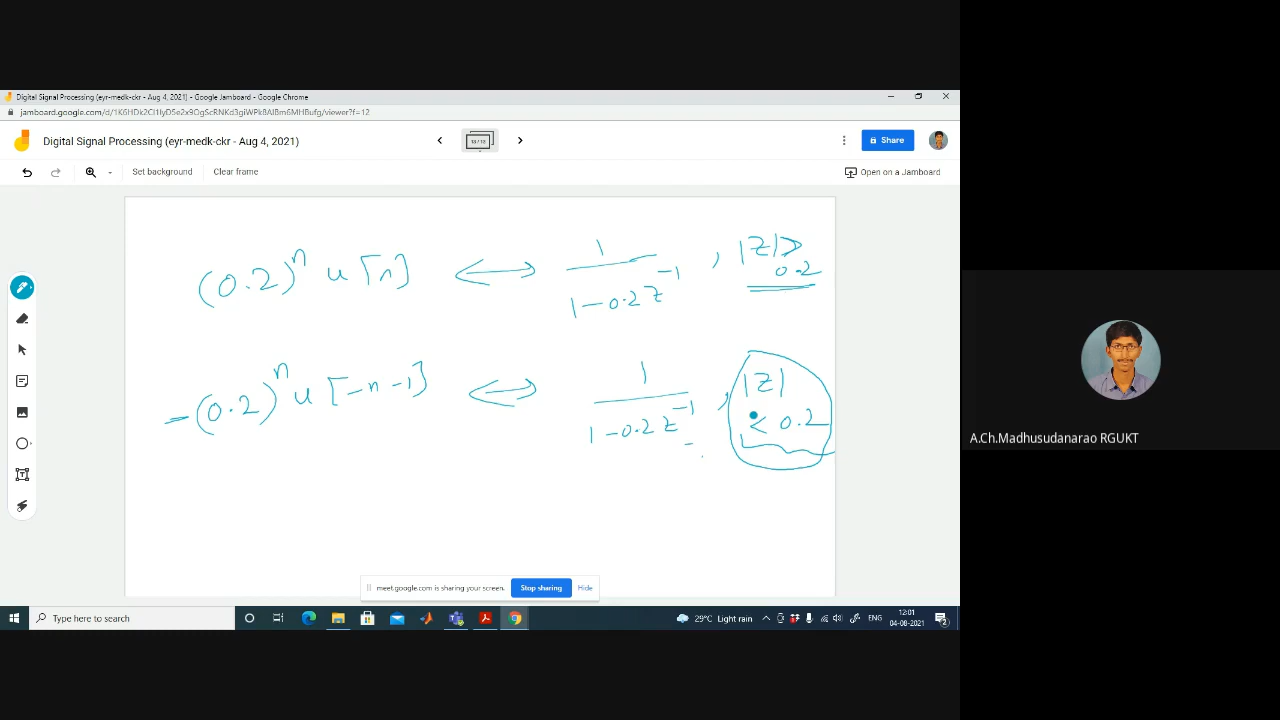 Digital Signal Processing (eyr-medk-ckr - Aug 4, 2021) - Google Jamboard - Google Chrome
Digital Signal Processing (eyr-medk-ckr - Aug 4, 2021)
Share
Set background
Clear frame
Open on a Jamboard
(0.2)^n u[n] ⟺ 1/(1-0.2z^-1), |z|> 0.2
-(0.2)^n u[-n-1] ⟺ 1/(1-0.2z^-1), |z| < 0.2
A.Ch.Madhusudanarao RGUKT
meet.google.com is sharing your screen.
Stop sharing
Hide
Type here to search
29°C Light rain
ENG
12:01
04-08-2021